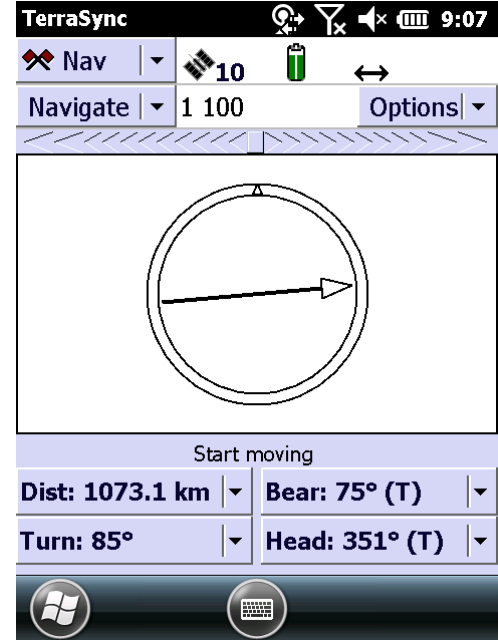 TerraSync 9:07
Nav 10
Navigate 1 100 Options
Start moving
Dist: 1073.1 km Bear: 75° (T)
Turn: 85° Head: 351° (T)